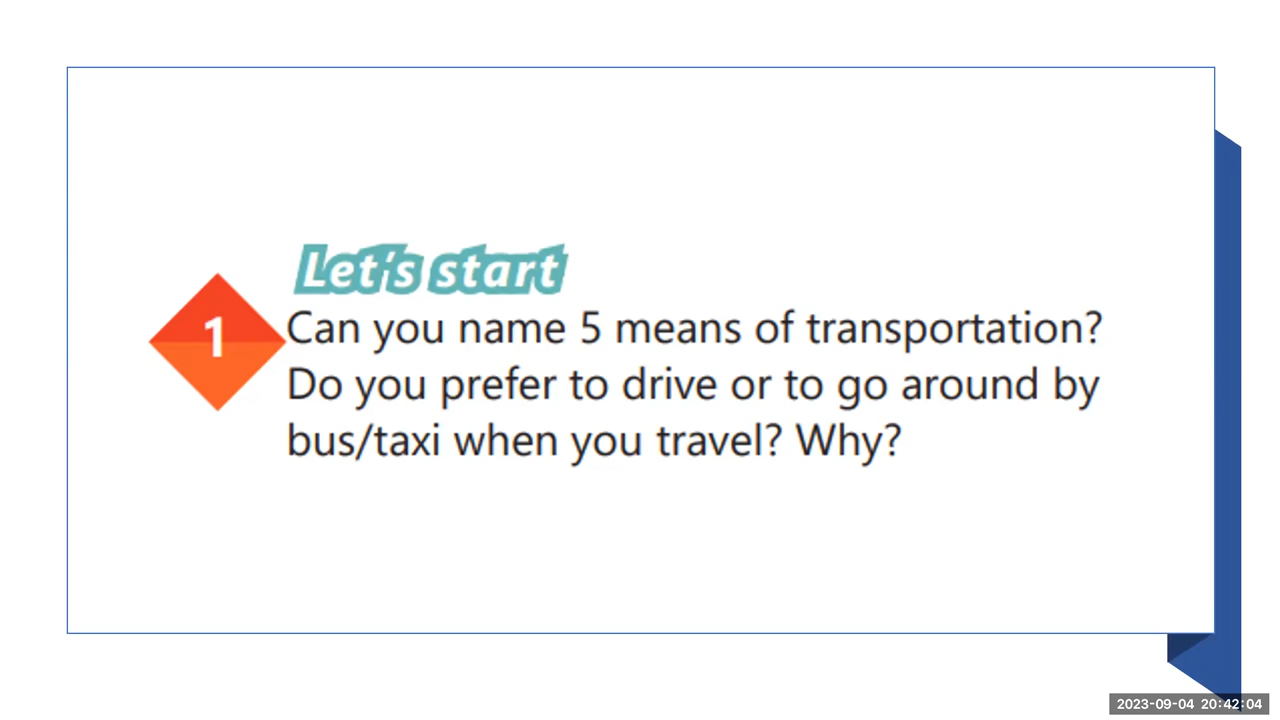 Let's start
1
Can you name 5 means of transportation?
Do you prefer to drive or to go around by
bus/taxi when you travel? Why?
2023-09-04 20:42:04